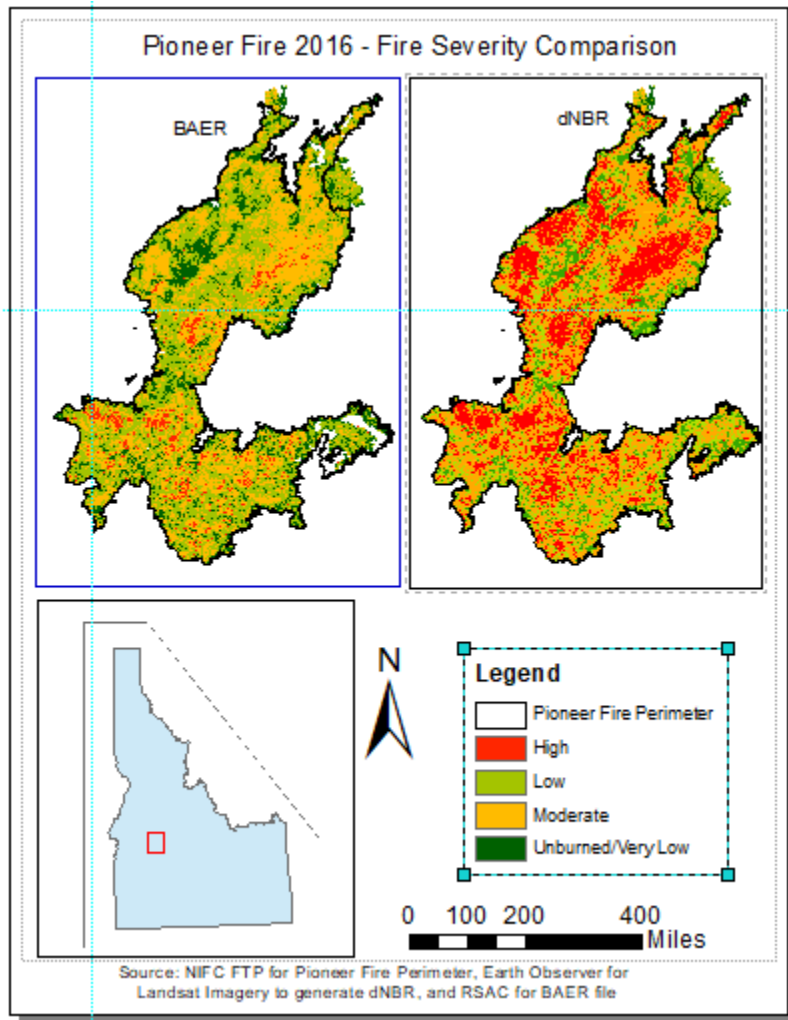 Pioneer Fire 2016 - Fire Severity Comparison
BAER
dNBR
N
Legend
Pioneer Fire Perimeter
High
Low
Moderate
Unburned/Very Low
0 100 200 400
Miles
Source: NIFC FTP for Pioneer Fire Perimeter, Earth Observer for
Landsat Imagery to generate dNBR, and RSAC for BAER file